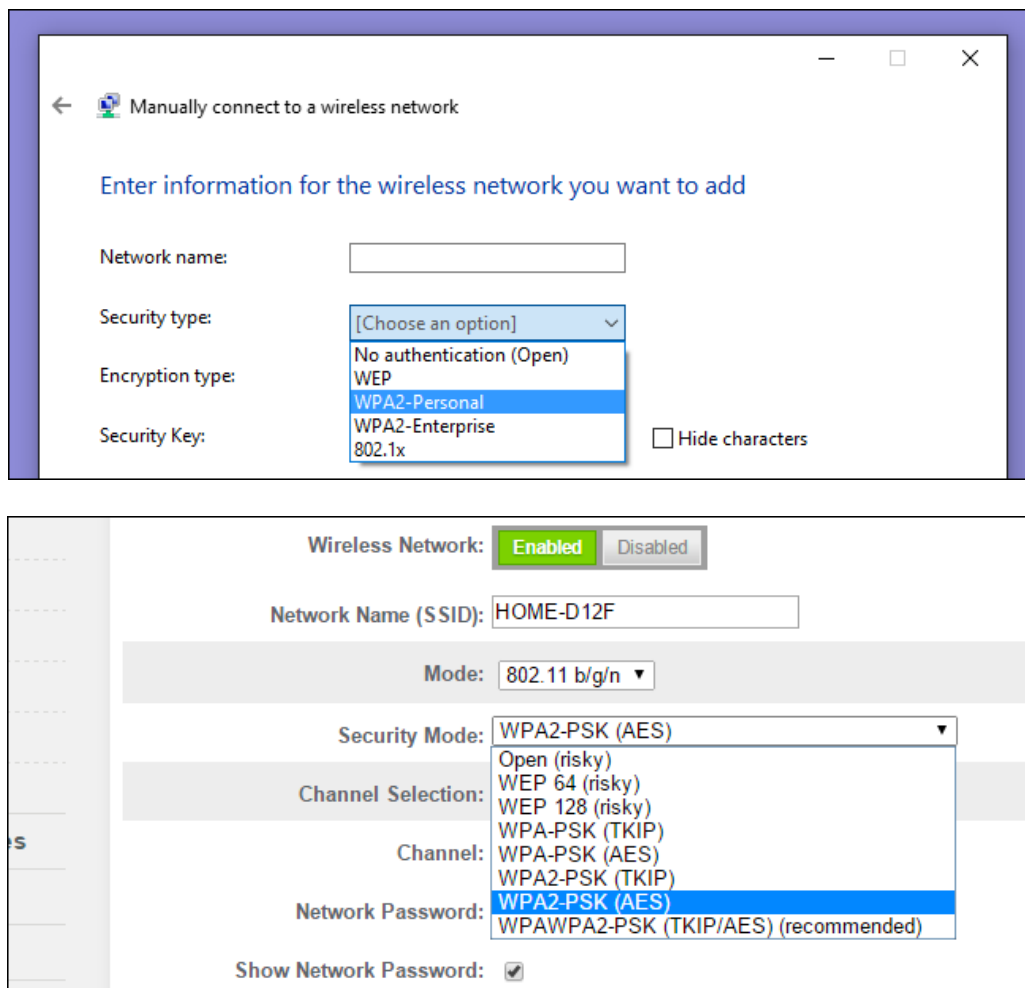 Manually connect to a wireless network
Enter information for the wireless network you want to add
Network name:
Security type: [Choose an option]
No authentication (Open)
Encryption type:
WEP
WPA2-Personal
WPA2-Enterprise
Security Key:
Hide characters
802.1x
Wireless Network: Enabled Disabled
Network Name (SSID): HOME-D12F
Mode: 802.11 b/g/n
Security Mode: WPA2-PSK (AES)
Open (risky)
WEP 64 (risky)
Channel Selection:
WEP 128 (risky)
WPA-PSK (TKIP)
Channel: WPA-PSK (AES)
WPA2-PSK (TKIP)
Network Password: WPA2-PSK (AES)
WPAWPA2-PSK (TKIP/AES) (recommended)
Show Network Password: